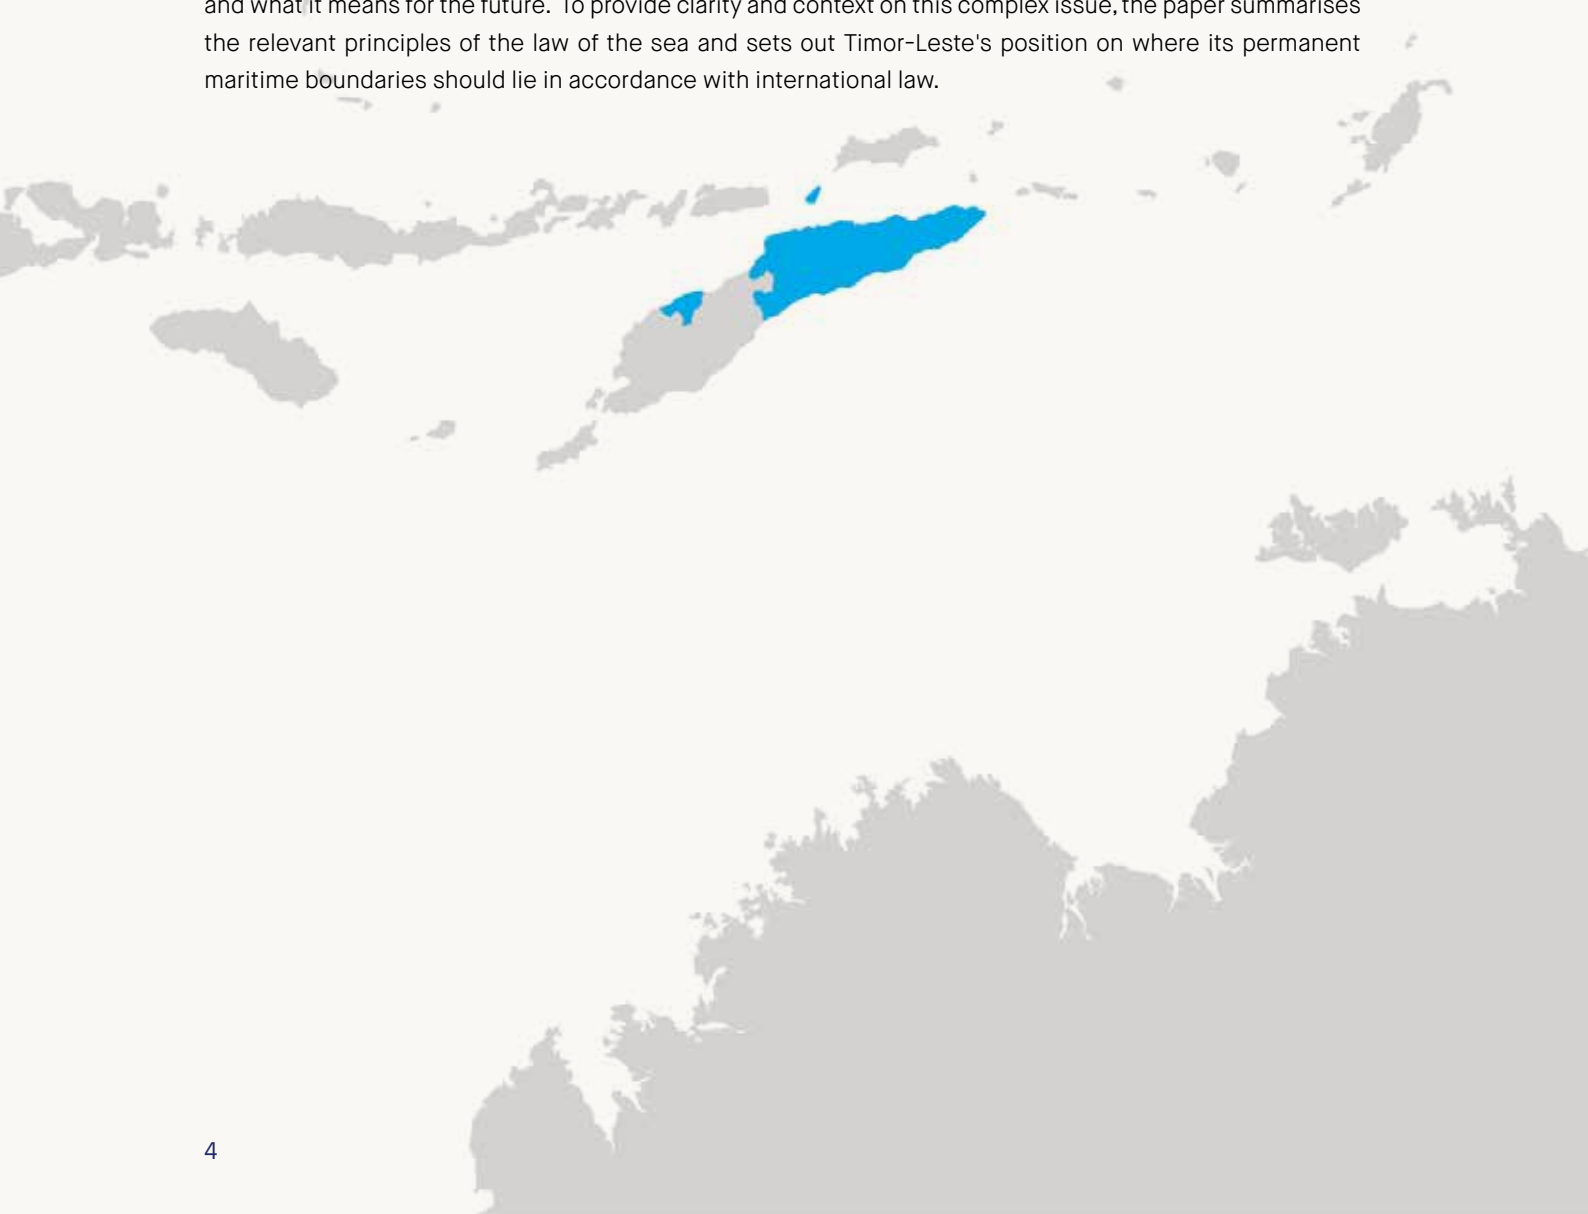 and what it means for the future. To provide clarity and context on this complex issue, the paper summarises
the relevant principles of the law of the sea and sets out Timor-Leste's position on where its permanent
maritime boundaries should lie in accordance with international law.
4